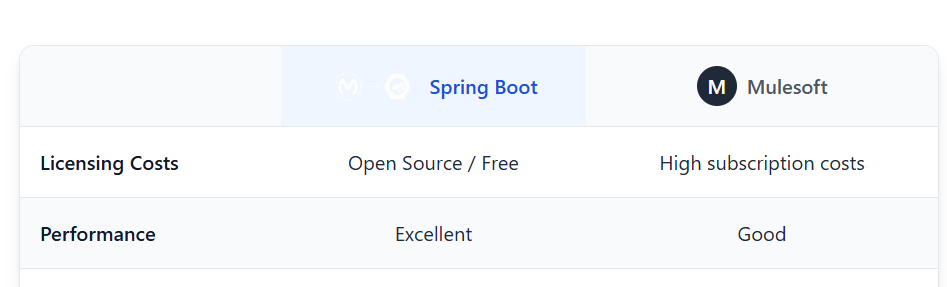 Spring Boot M Mulesoft
Licensing Costs Open Source / Free High subscription costs
Performance Excellent Good